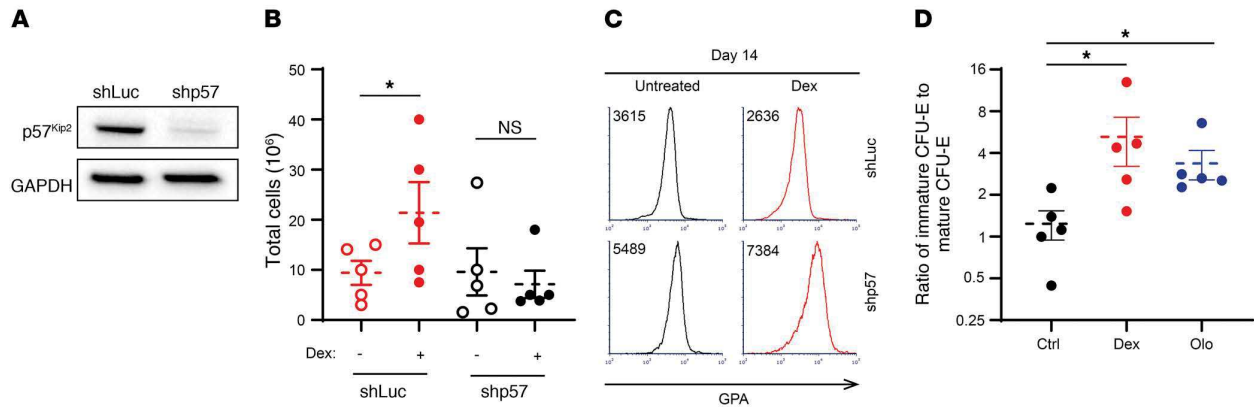 A
shLuc shp57
p57Kip2
GAPDH
B
Total cells (10⁶)
50
40
30
20
10
0
*
NS
Dex: - + - +
shLuc shp57
C
Day 14
Untreated Dex
3615 2636
shLuc
5489 7384
shp57
GPA
D
Ratio of immature CFU-E to
mature CFU-E
16
8
4
2
1
0.5
0.25
*
*
Ctrl Dex Olo